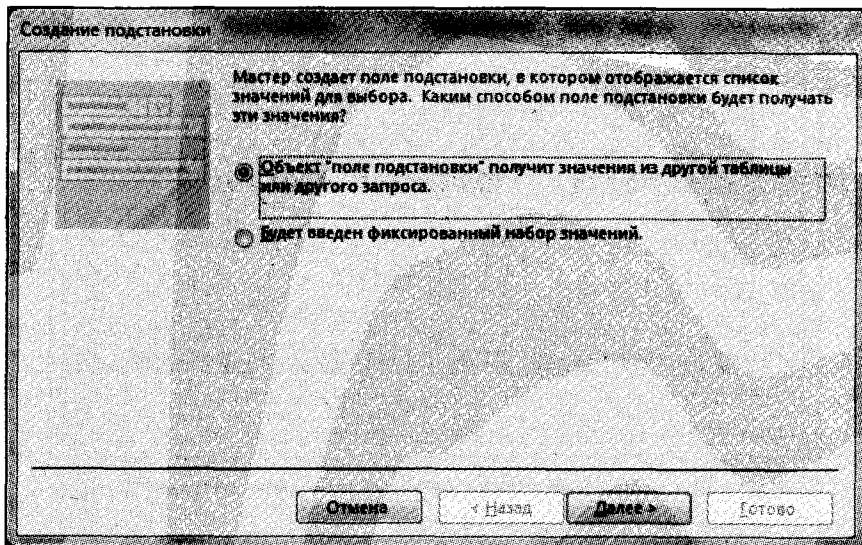 Создание подстановки
Мастер создает поле подстановки, в котором отображается список
значений для выбора. Каким способом поле подстановки будет получать
эти значения?
Объект "поле подстановки" получит значения из другой таблицы
или другого запроса.
Будет введен фиксированный набор значений.
Отмена < Назад Далее > Готово